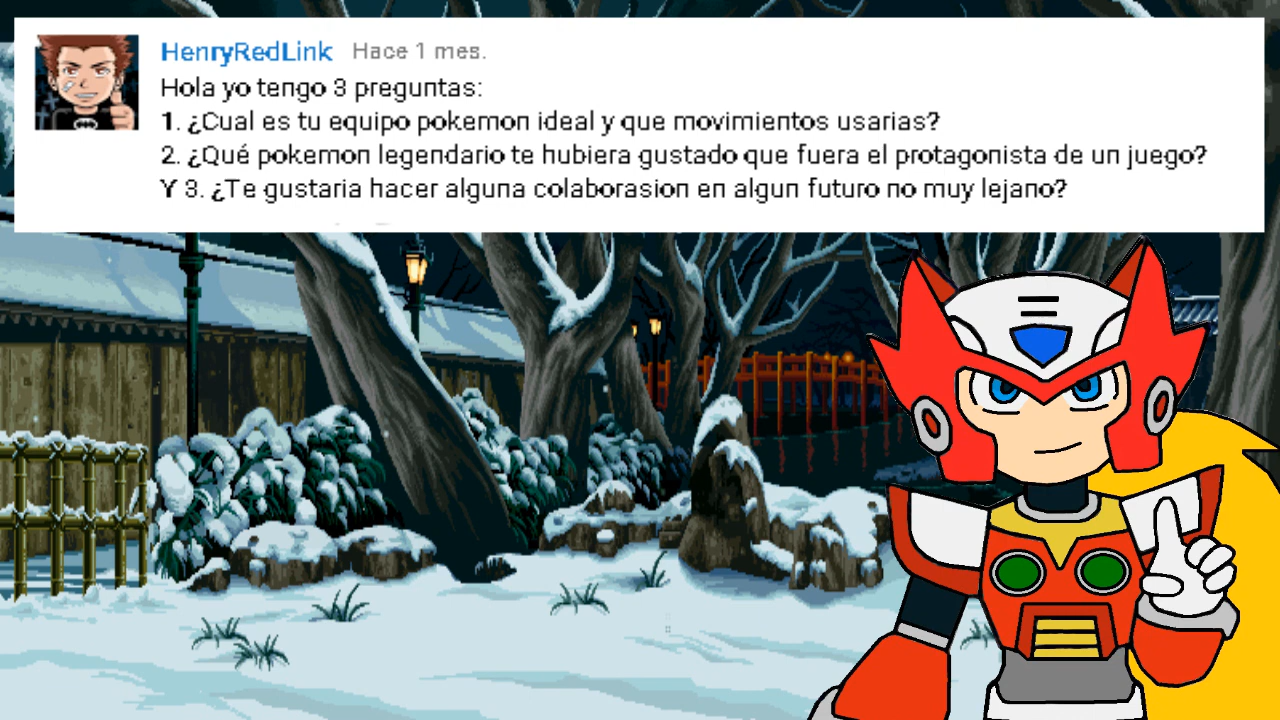 HenryRedLink Hace 1 mes.
Hola yo tengo 3 preguntas:
1. ¿Cual es tu equipo pokemon ideal y que movimientos usarias?
2. ¿Qué pokemon legendario te hubiera gustado que fuera el protagonista de un juego?
Y 3. ¿Te gustaria hacer alguna colaborasion en algun futuro no muy lejano?